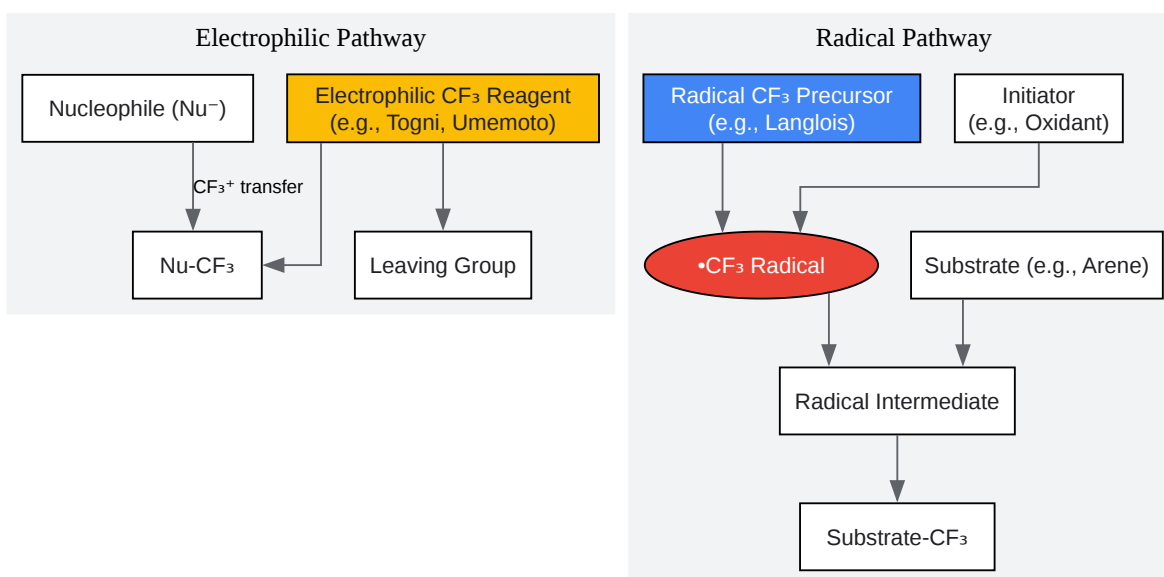 Electrophilic Pathway
Nucleophile (Nu⁻)
Electrophilic CF₃ Reagent
(e.g., Togni, Umemoto)
CF₃⁺ transfer
Nu-CF₃
Leaving Group
Radical Pathway
Radical CF₃ Precursor
(e.g., Langlois)
Initiator
(e.g., Oxidant)
•CF₃ Radical
Substrate (e.g., Arene)
Radical Intermediate
Substrate-CF₃